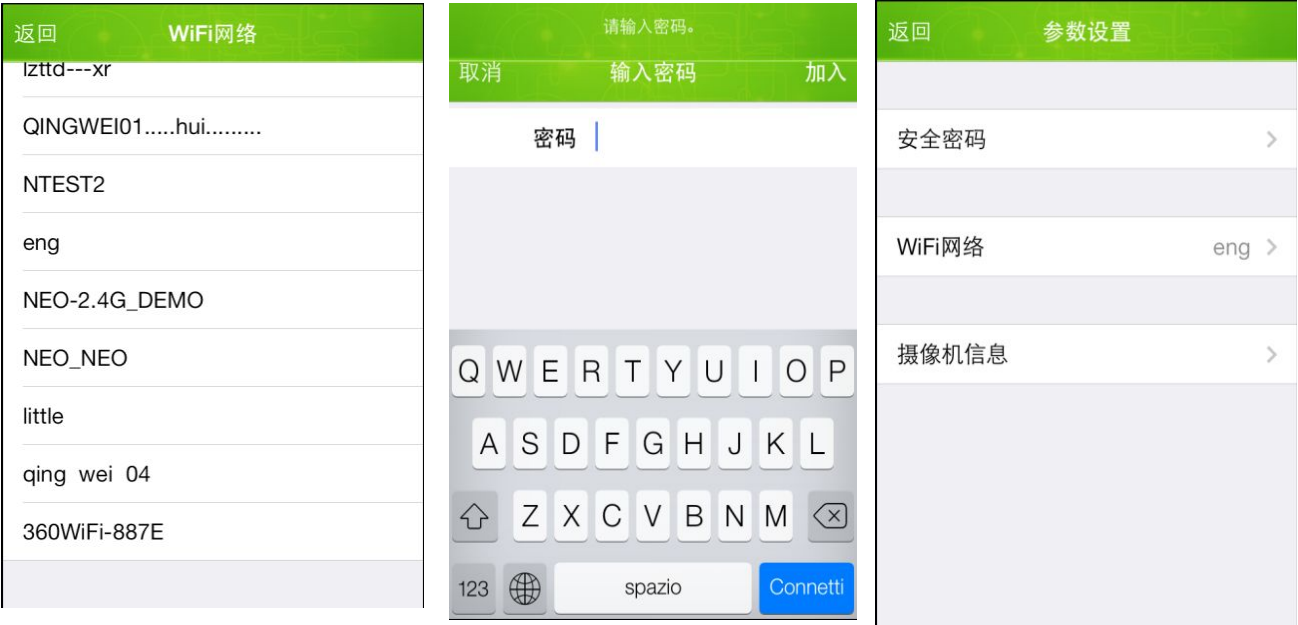 返回 WiFi网络
lzttd---xr
QINGWEI01.....hui.........
NTEST2
eng
NEO-2.4G_DEMO
NEO_NEO
little
qing wei 04
360WiFi-887E
请输入密码。
取消 输入密码 加入
密码
Q W E R T Y U I O P
A S D F G H J K L
Z X C V B N M
123 spazio Connetti
返回 参数设置
安全密码
WiFi网络 eng
摄像机信息